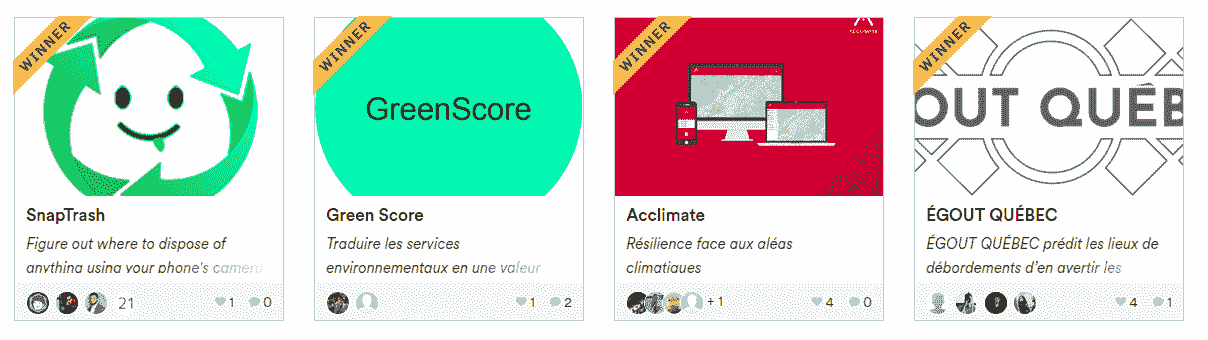 WINNER
SnapTrash
Figure out where to dispose of
anything using your phone's camera
21
1
0
WINNER
GreenScore
Green Score
Traduire les services
environnementaux en une valeur
1
2
WINNER
Acclimate
Résilience face aux aléas
climatiques
+ 1
4
0
WINNER
OUT QUÉB
ÉGOUT QUÉBEC
ÉGOUT QUÉBEC prédit les lieux de
débordements d'en avertir les
4
1